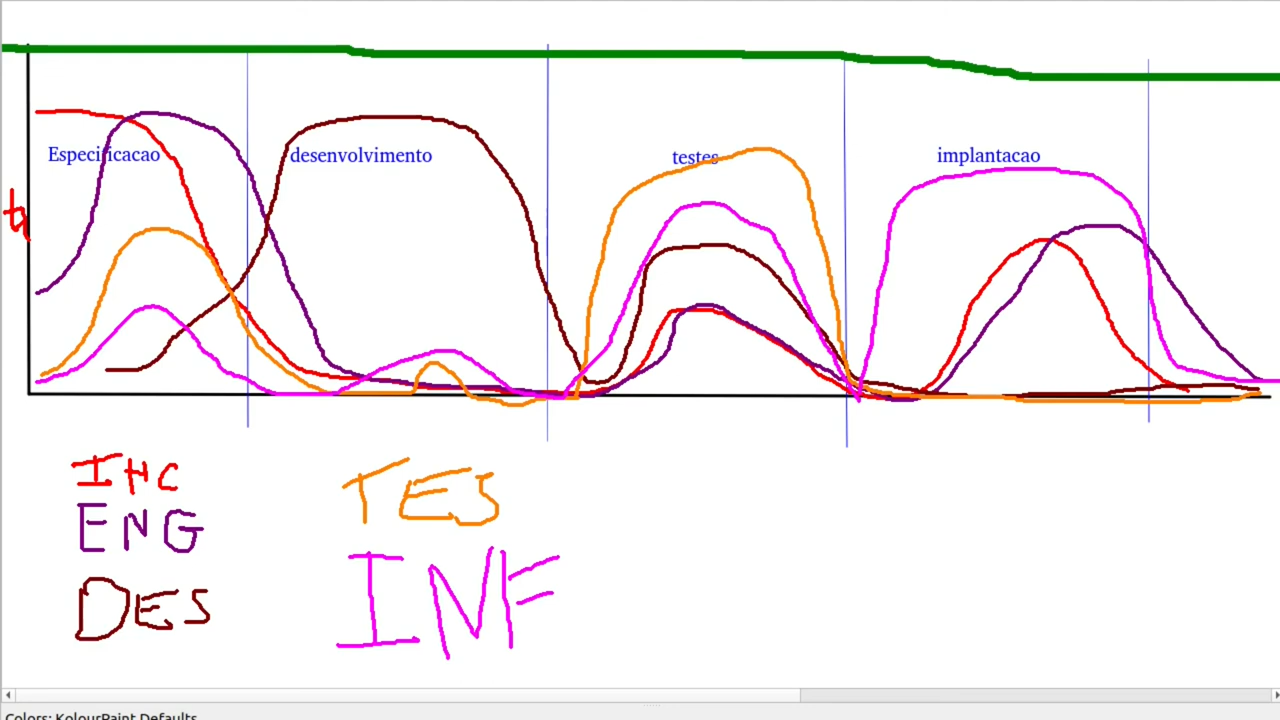 Especificacao desenvolvimento testes implantacao
IHC
TES
ENG
INF
DES
Colors: KolourPaint Defaults